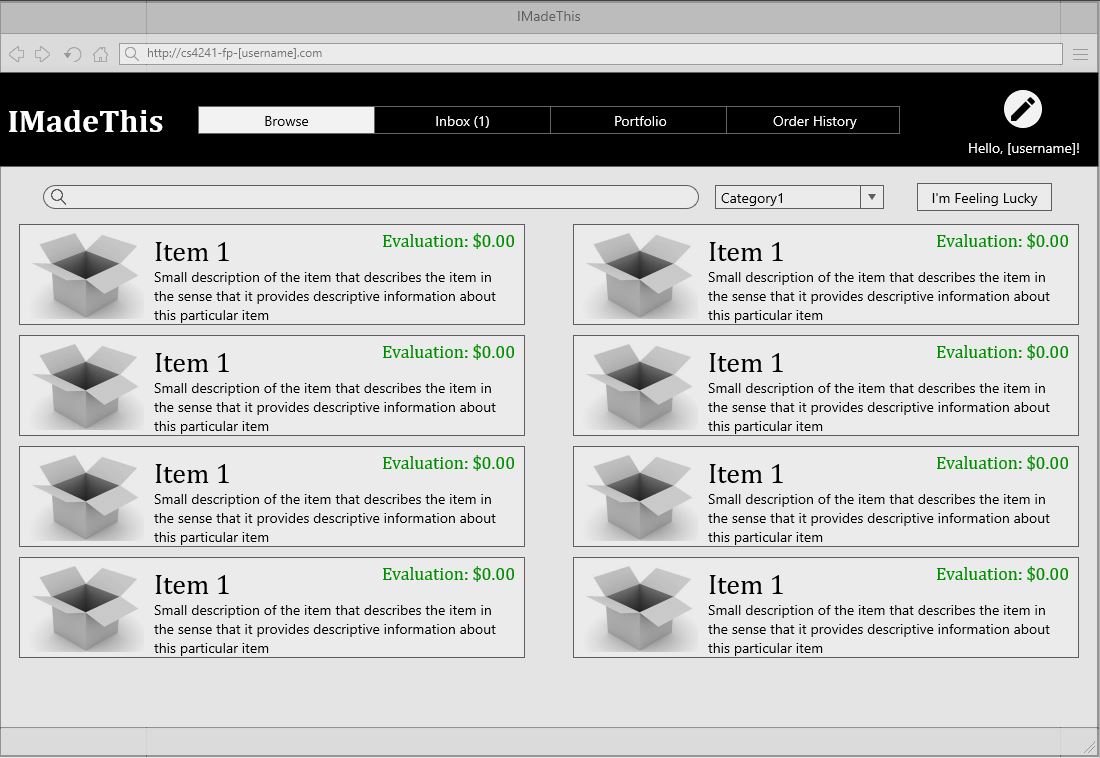 IMadeThis
http://cs4241-fp-[username].com
IMadeThis
Browse
Inbox (1)
Portfolio
Order History
Hello, [username]!
Category1
I'm Feeling Lucky
Item 1
Evaluation: $0.00
Small description of the item that describes the item in
the sense that it provides descriptive information about
this particular item
Item 1
Evaluation: $0.00
Small description of the item that describes the item in
the sense that it provides descriptive information about
this particular item
Item 1
Evaluation: $0.00
Small description of the item that describes the item in
the sense that it provides descriptive information about
this particular item
Item 1
Evaluation: $0.00
Small description of the item that describes the item in
the sense that it provides descriptive information about
this particular item
Item 1
Evaluation: $0.00
Small description of the item that describes the item in
the sense that it provides descriptive information about
this particular item
Item 1
Evaluation: $0.00
Small description of the item that describes the item in
the sense that it provides descriptive information about
this particular item
Item 1
Evaluation: $0.00
Small description of the item that describes the item in
the sense that it provides descriptive information about
this particular item
Item 1
Evaluation: $0.00
Small description of the item that describes the item in
the sense that it provides descriptive information about
this particular item